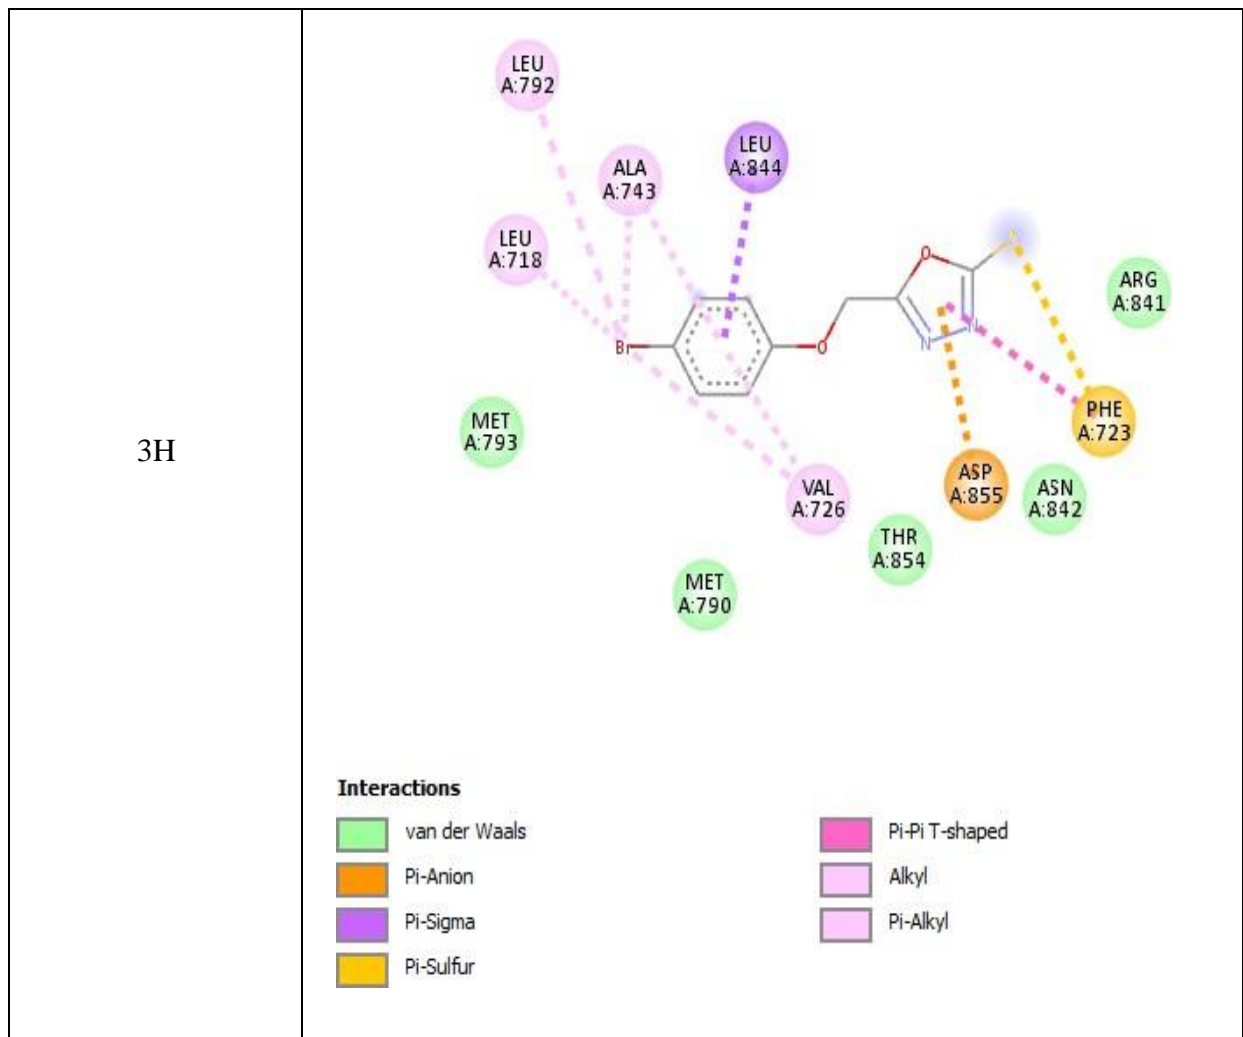 3H
LEU
A:792
LEU
A:844
ALA
A:743
LEU
A:718
O
S
ARG
A:841
N
N
Br
O
MET
A:793
PHE
A:723
ASP
A:855
ASN
A:842
VAL
A:726
THR
A:854
MET
A:790
Interactions
van der Waals
Pi-Anion
Pi-Sigma
Pi-Sulfur
Pi-Pi T-shaped
Alkyl
Pi-Alkyl